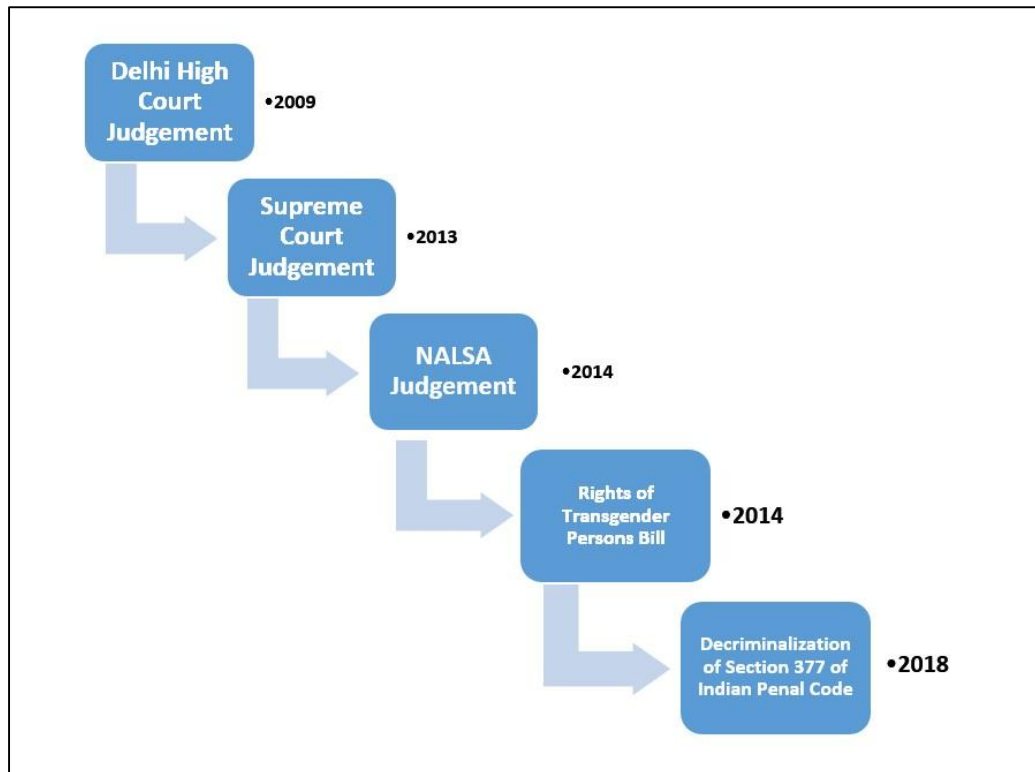 Delhi High
Court
Judgement
•2009
Supreme
Court
Judgement
•2013
NALSA
Judgement
•2014
Rights of
Transgender
Persons Bill
•2014
Decriminalization
of Section 377 of
Indian Penal Code
•2018